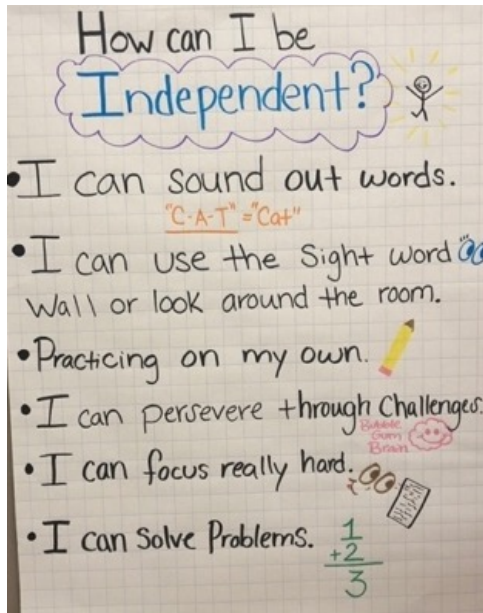 How can I be
Independent?
• I can sound out words.
"C-A-T" = "Cat"
• I can use the Sight word
Wall or look around the room.
• Practicing on my own.
• I can persevere through Challenges.
Bubble
Gum
Brain
• I can focus really hard.
• I can Solve Problems.
1
+2
3